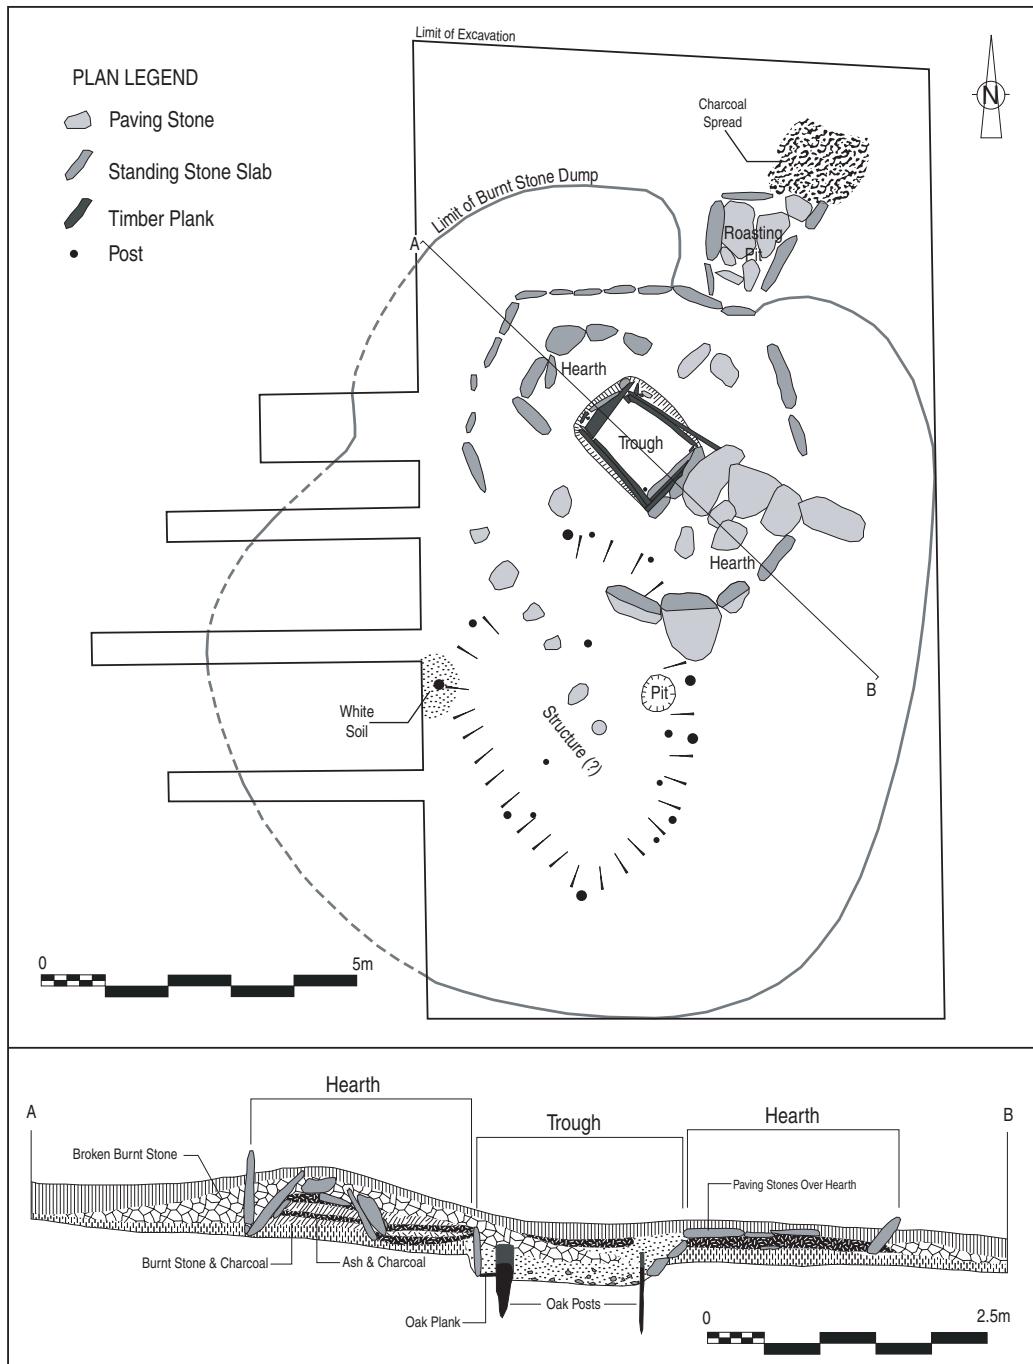 Limit of Excavation
PLAN LEGEND
Paving Stone
Standing Stone Slab
Timber Plank
Post
N
Charcoal
Spread
Limit of Burnt Stone Dump
A
Roasting
Pit
Hearth
Trough
Hearth
B
White
Soil
Pit
Structure (?)
0
5m
A
Hearth
Trough
Hearth
B
Broken Burnt Stone
Paving Stones Over Hearth
Burnt Stone & Charcoal
Ash & Charcoal
Oak Plank
Oak Posts
0
2.5m